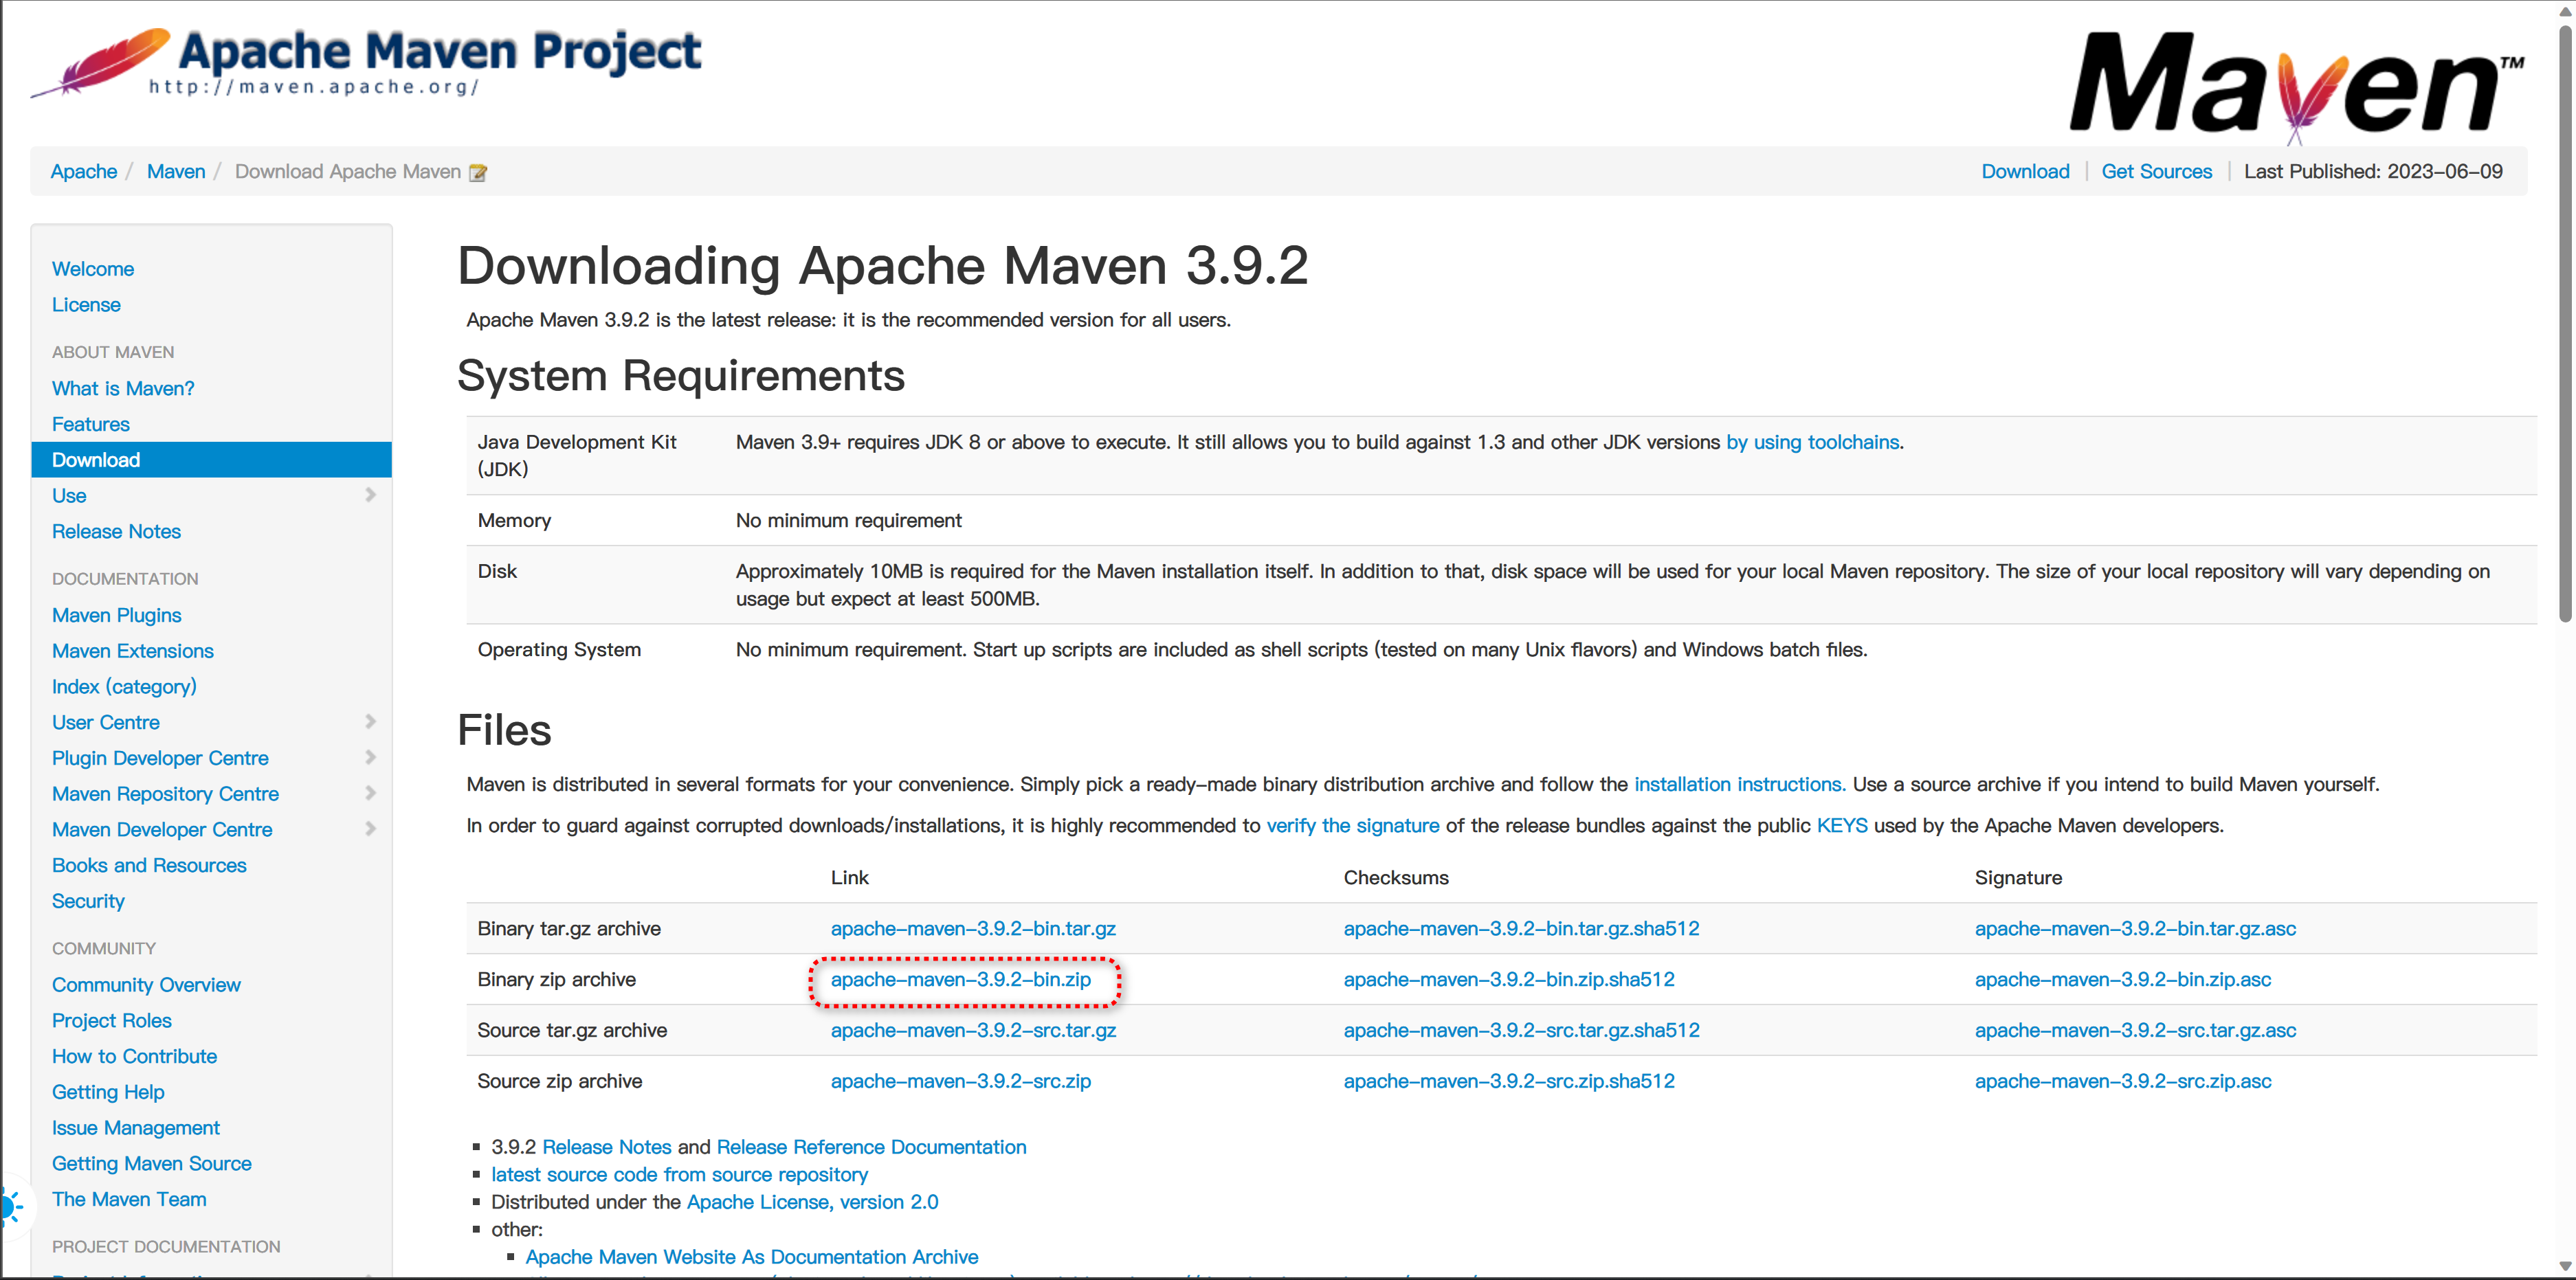 Apache Maven Project
http://maven.apache.org/
Maven™
Apache / Maven / Download Apache Maven
Download | Get Sources | Last Published: 2023-06-09
Welcome
License
ABOUT MAVEN
What is Maven?
Features
Download
Use
Release Notes
DOCUMENTATION
Maven Plugins
Maven Extensions
Index (category)
User Centre
Plugin Developer Centre
Maven Repository Centre
Maven Developer Centre
Books and Resources
Security
COMMUNITY
Community Overview
Project Roles
How to Contribute
Getting Help
Issue Management
Getting Maven Source
The Maven Team
PROJECT DOCUMENTATION
Downloading Apache Maven 3.9.2
Apache Maven 3.9.2 is the latest release: it is the recommended version for all users.
System Requirements
Java Development Kit (JDK) Maven 3.9+ requires JDK 8 or above to execute. It still allows you to build against 1.3 and other JDK versions by using toolchains.
Memory No minimum requirement
Disk Approximately 10MB is required for the Maven installation itself. In addition to that, disk space will be used for your local Maven repository. The size of your local repository will vary depending on
usage but expect at least 500MB.
Operating System No minimum requirement. Start up scripts are included as shell scripts (tested on many Unix flavors) and Windows batch files.
Files
Maven is distributed in several formats for your convenience. Simply pick a ready-made binary distribution archive and follow the installation instructions. Use a source archive if you intend to build Maven yourself.
In order to guard against corrupted downloads/installations, it is highly recommended to verify the signature of the release bundles against the public KEYS used by the Apache Maven developers.
Link Checksums Signature
Binary tar.gz archive apache-maven-3.9.2-bin.tar.gz apache-maven-3.9.2-bin.tar.gz.sha512 apache-maven-3.9.2-bin.tar.gz.asc
Binary zip archive apache-maven-3.9.2-bin.zip apache-maven-3.9.2-bin.zip.sha512 apache-maven-3.9.2-bin.zip.asc
Source tar.gz archive apache-maven-3.9.2-src.tar.gz apache-maven-3.9.2-src.tar.gz.sha512 apache-maven-3.9.2-src.tar.gz.asc
Source zip archive apache-maven-3.9.2-src.zip apache-maven-3.9.2-src.zip.sha512 apache-maven-3.9.2-src.zip.asc
3.9.2 Release Notes and Release Reference Documentation
latest source code from source repository
Distributed under the Apache License, version 2.0
other:
Apache Maven Website As Documentation Archive